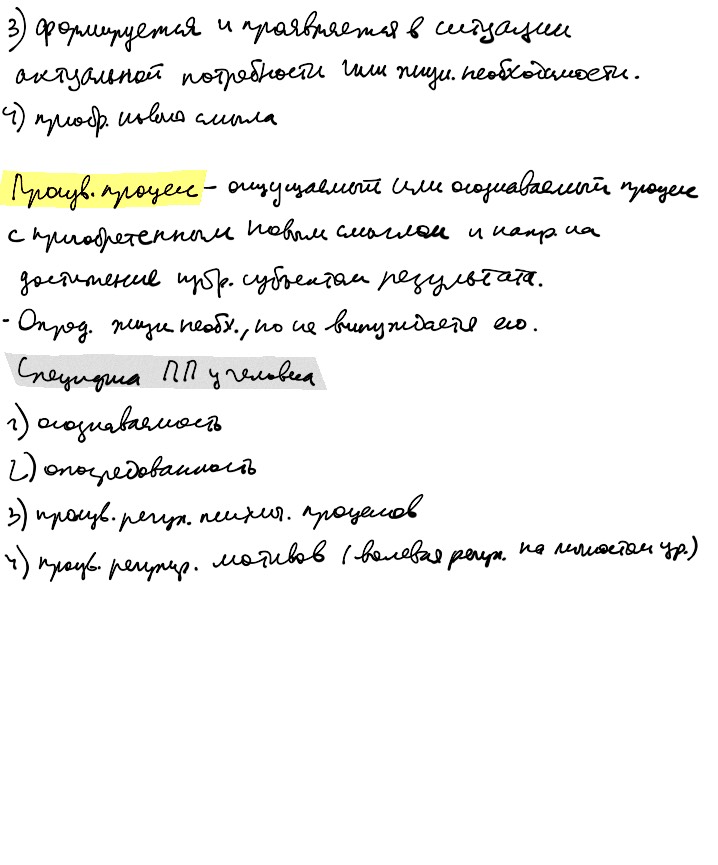 3) формируется и проявляется в ситуации
актуальной потребности или жизн. необходимости.
4) приобр. нового смысла
Произв. процесс - ощущаемый или осознаваемый процесс
с приобретенным новым смыслом и напр. на
достижение субъектом результата.
- Опред. жизн необх., но не вынуждается ею.
Специфика ПП у человека
1) осознаваемость
2) опосредованность
3) произв. регул. психич. процессов
4) произв. мотивов (волевая регул. на личностном ур.)